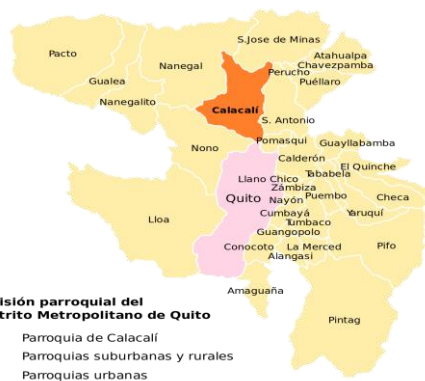 S.Jose de Minas
Pacto
Nanegal
Atahualpa
Chavezpamba
Perucho
Gualea
Puéllaro
Nanegalito
Calacalí
S. Antonio
Pomasqui
Guayllabamba
Nono
Calderón
El Quinche
Tababela
Llano Chico
Zámbiza
Quito
Nayón
Puembo
Checa
Cumbayá
Yaruquí
Lloa
Tumbaco
Guangopolo
Conocoto
La Merced
Pifo
Alangasi
Amaguaña
Pintag
isión parroquial del
trito Metropolitano de Quito
Parroquia de Calacalí
Parroquias suburbanas y rurales
Parroquias urbanas